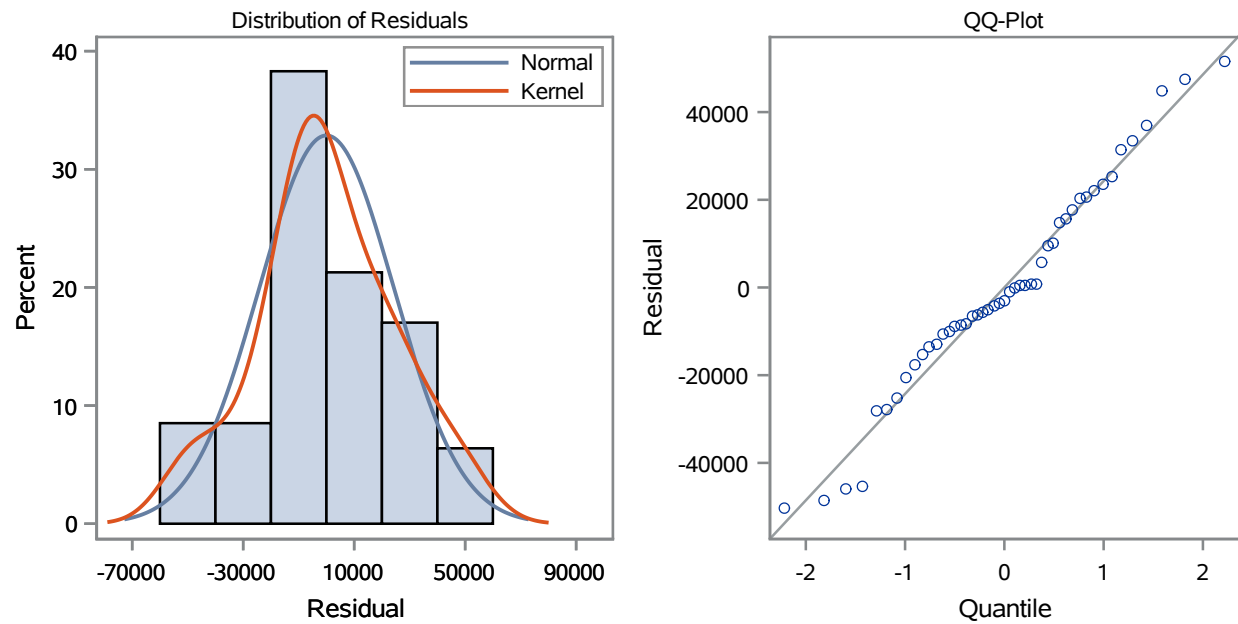 Distribution of Residuals
40
30
20
10
0
Percent
Normal
Kernel
-70000
-30000
10000
50000
90000
Residual
QQ-Plot
40000
20000
0
-20000
-40000
Residual
-2
-1
0
1
2
Quantile